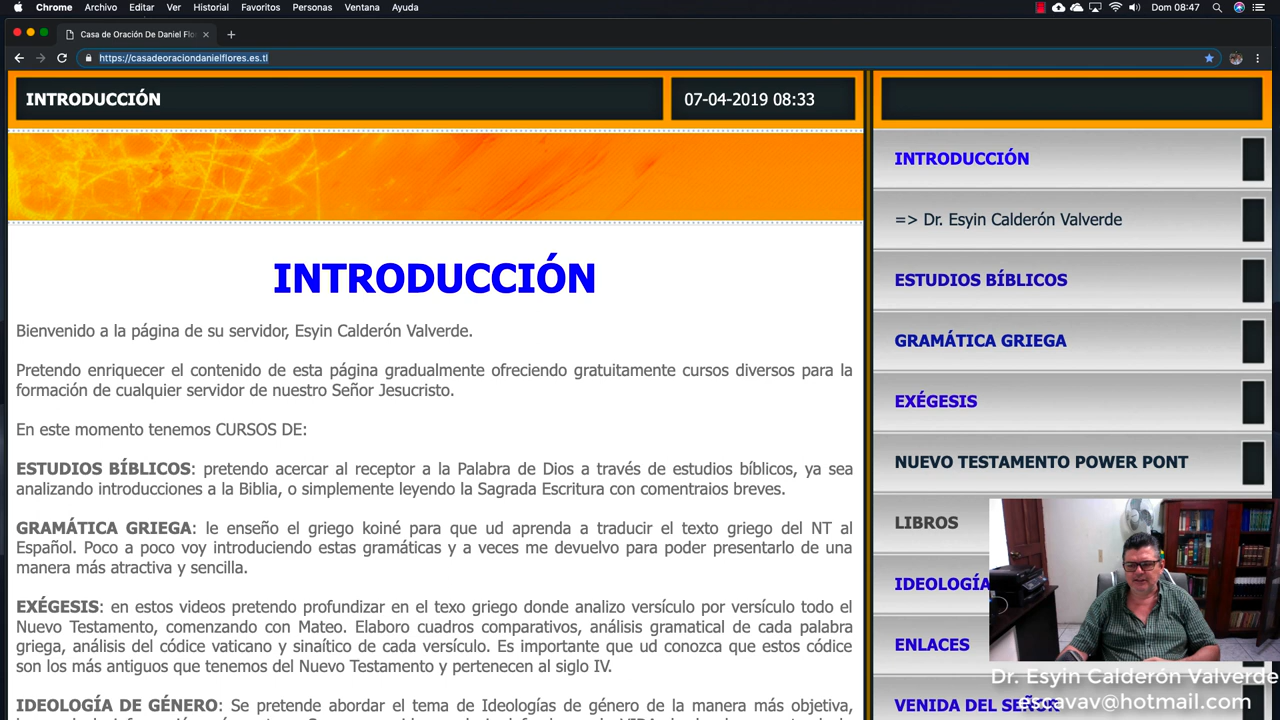 Chrome Archivo Editar Ver Historial Favoritos Personas Ventana Ayuda Dom 08:47
Casa de Oración De Daniel Flo
https://casadeoraciondanielflores.es.tl
INTRODUCCIÓN
07-04-2019 08:33
INTRODUCCIÓN
Bienvenido a la página de su servidor, Esyin Calderón Valverde.
Pretendo enriquecer el contenido de esta página gradualmente ofreciendo gratuitamente cursos diversos para la
formación de cualquier servidor de nuestro Señor Jesucristo.
En este momento tenemos CURSOS DE:
ESTUDIOS BÍBLICOS: pretendo acercar al receptor a la Palabra de Dios a través de estudios bíblicos, ya sea
analizando introducciones a la Biblia, o simplemente leyendo la Sagrada Escritura con comentraios breves.
GRAMÁTICA GRIEGA: le enseño el griego koiné para que ud aprenda a traducir el texto griego del NT al
Español. Poco a poco voy introduciendo estas gramáticas y a veces me devuelvo para poder presentarlo de una
manera más atractiva y sencilla.
EXÉGESIS: en estos videos pretendo profundizar en el texo griego donde analizo versículo por versículo todo el
Nuevo Testamento, comenzando con Mateo. Elaboro cuadros comparativos, análisis gramatical de cada palabra
griega, análisis del códice vaticano y sinaítico de cada versículo. Es importante que ud conozca que estos códice
son los más antiguos que tenemos del Nuevo Testamento y pertenecen al siglo IV.
IDEOLOGÍA DE GÉNERO: Se pretende abordar el tema de Ideologías de género de la manera más objetiva,
INTRODUCCIÓN
=> Dr. Esyin Calderón Valverde
ESTUDIOS BÍBLICOS
GRAMÁTICA GRIEGA
EXÉGESIS
NUEVO TESTAMENTO POWER PONT
LIBROS
IDEOLOGÍA
ENLACES
VENIDA DEL SEÑOR
Dr. Esyin Calderón Valverde
escavav@hotmail.com